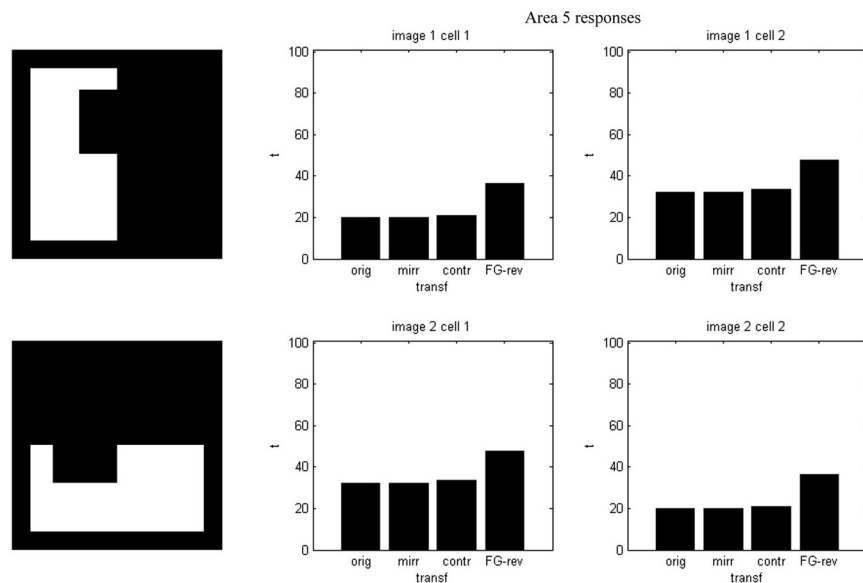 Area 5 responses
image 1 cell 1
100
80
60
40
20
0
t
orig mirr contr FG-rev
transf
image 1 cell 2
100
80
60
40
20
0
t
orig mirr contr FG-rev
transf
image 2 cell 1
100
80
60
40
20
0
t
orig mirr contr FG-rev
transf
image 2 cell 2
100
80
60
40
20
0
t
orig mirr contr FG-rev
transf